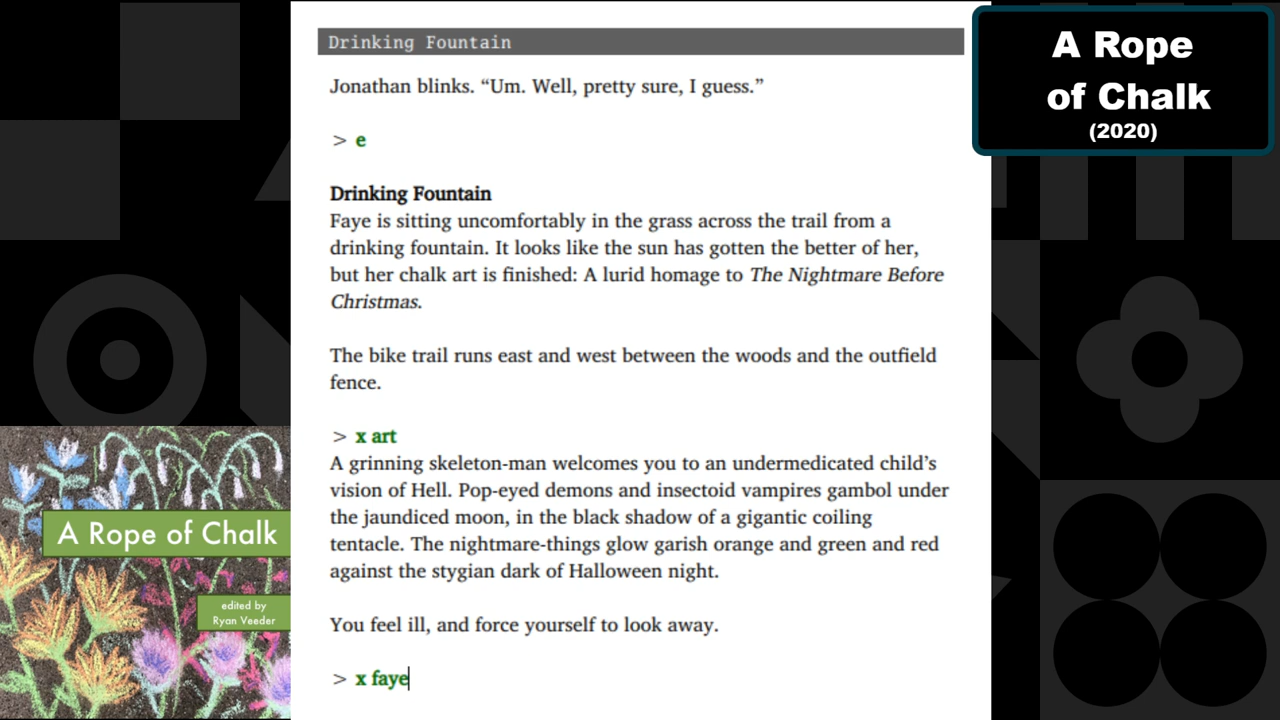 Drinking Fountain
Jonathan blinks. “Um. Well, pretty sure, I guess.”
> e
Drinking Fountain
Faye is sitting uncomfortably in the grass across the trail from a
drinking fountain. It looks like the sun has gotten the better of her,
but her chalk art is finished: A lurid homage to The Nightmare Before
Christmas.
The bike trail runs east and west between the woods and the outfield
fence.
> x art
A grinning skeleton-man welcomes you to an undermedicated child’s
vision of Hell. Pop-eyed demons and insectoid vampires gambol under
the jaundiced moon, in the black shadow of a gigantic coiling
tentacle. The nightmare-things glow garish orange and green and red
against the stygian dark of Halloween night.
You feel ill, and force yourself to look away.
> x faye
A Rope
of Chalk
(2020)
A Rope of Chalk
edited by
Ryan Veeder